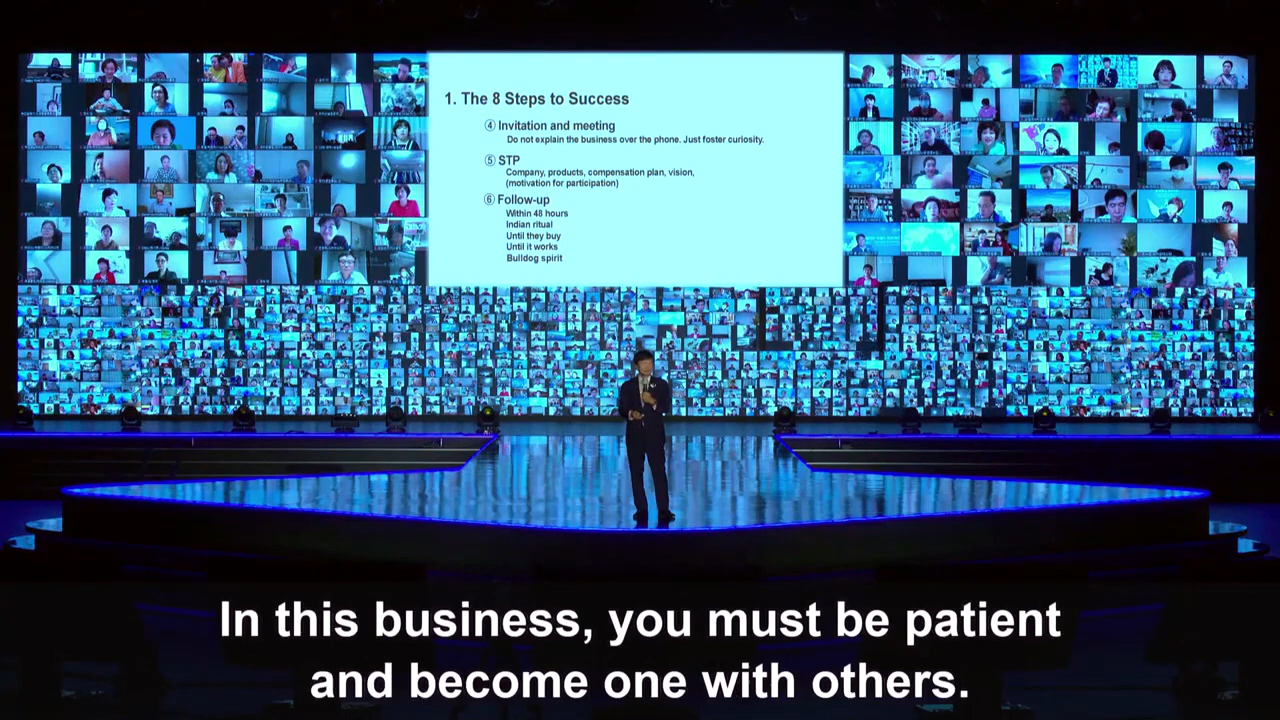 1. The 8 Steps to Success
④ Invitation and meeting
Do not explain the business over the phone. Just foster curiosity.
⑤ STP
Company, products, compensation plan, vision,
(motivation for participation)
⑥ Follow-up
Within 48 hours
Indian ritual
Until they buy
Until it works
Bulldog spirit
In this business, you must be patient
and become one with others.